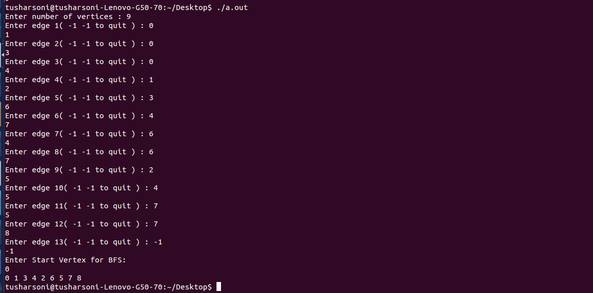 tusharsoni@tusharsoni-Lenovo-G50-70:~/Desktop$ ./a.out
Enter number of vertices : 9
Enter edge 1( -1 -1 to quit ) : 0
1
Enter edge 2( -1 -1 to quit ) : 0
3
Enter edge 3( -1 -1 to quit ) : 0
4
Enter edge 4( -1 -1 to quit ) : 1
2
Enter edge 5( -1 -1 to quit ) : 3
6
Enter edge 6( -1 -1 to quit ) : 4
7
Enter edge 7( -1 -1 to quit ) : 6
4
Enter edge 8( -1 -1 to quit ) : 6
7
Enter edge 9( -1 -1 to quit ) : 2
5
Enter edge 10( -1 -1 to quit ) : 4
5
Enter edge 11( -1 -1 to quit ) : 7
5
Enter edge 12( -1 -1 to quit ) : 7
8
Enter edge 13( -1 -1 to quit ) : -1
-1
Enter Start Vertex for BFS:
0
0 1 3 4 2 6 5 7 8
tusharsoni@tusharsoni-Lenovo-G50-70:~/Desktop$